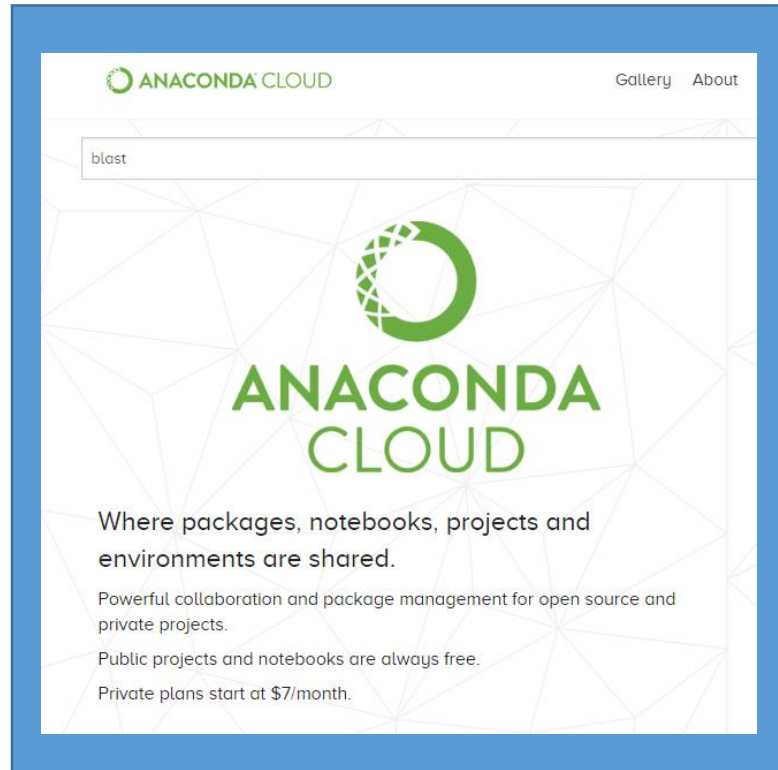 ANACONDA CLOUD
Gallery About
blast
ANACONDA
CLOUD
Where packages, notebooks, projects and
environments are shared.
Powerful collaboration and package management for open source and
private projects.
Public projects and notebooks are always free.
Private plans start at $7/month.